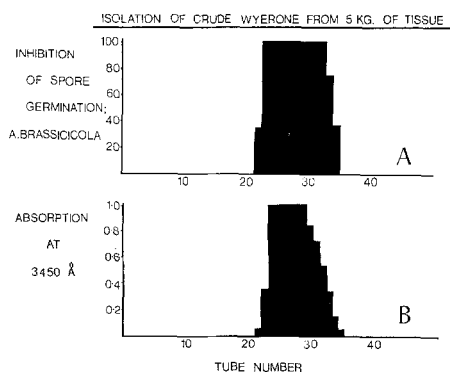 ISOLATION OF CRUDE WYERONE FROM 5 KG. OF TISSUE
INHIBITION
OF SPORE
GERMINATION;
A.BRASSICICOLA
100
80
60
40
20
A
10
20
30
40
ABSORPTION
AT
3450 Å
1·0
0·8
0·6
0·4
0·2
B
10
20
30
40
TUBE NUMBER